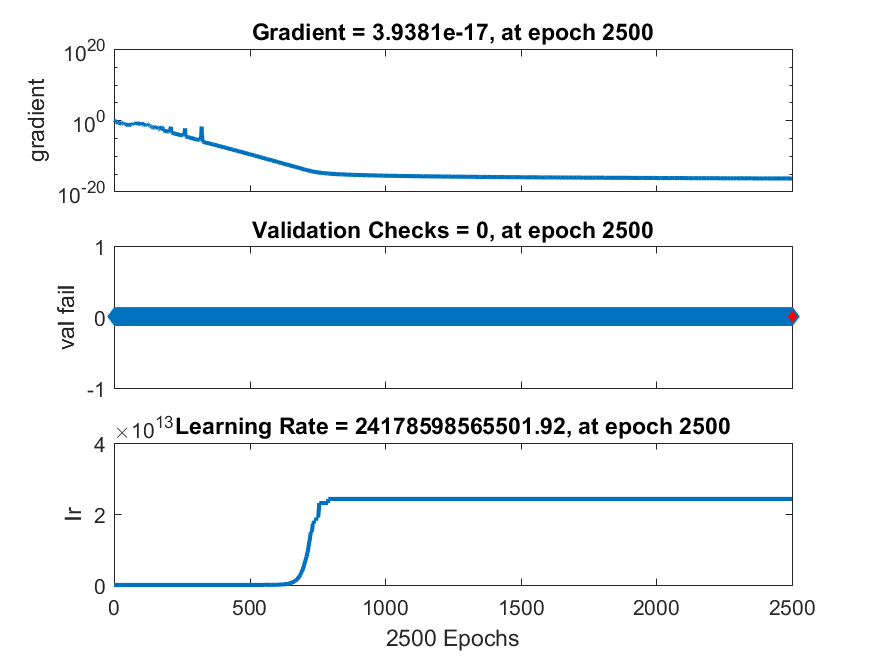 Gradient = 3.9381e-17, at epoch 2500
10^20
10^0
10^-20
gradient
Validation Checks = 0, at epoch 2500
1
0
-1
val fail
×10^13 Learning Rate = 24178598565501.92, at epoch 2500
4
2
0
lr
0 500 1000 1500 2000 2500
2500 Epochs